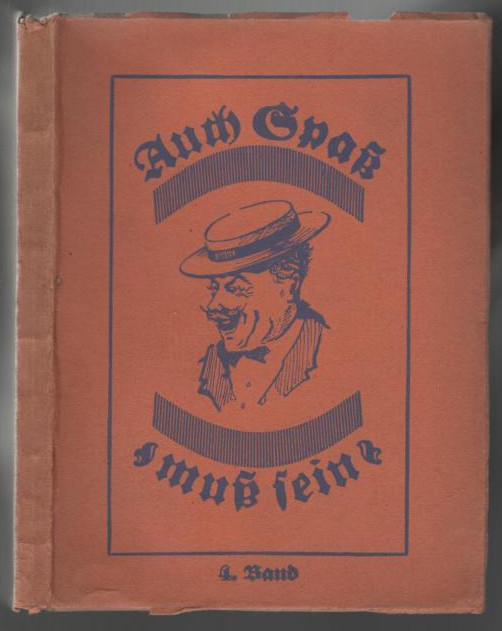 Auch Spaß
muß sein
4. Band